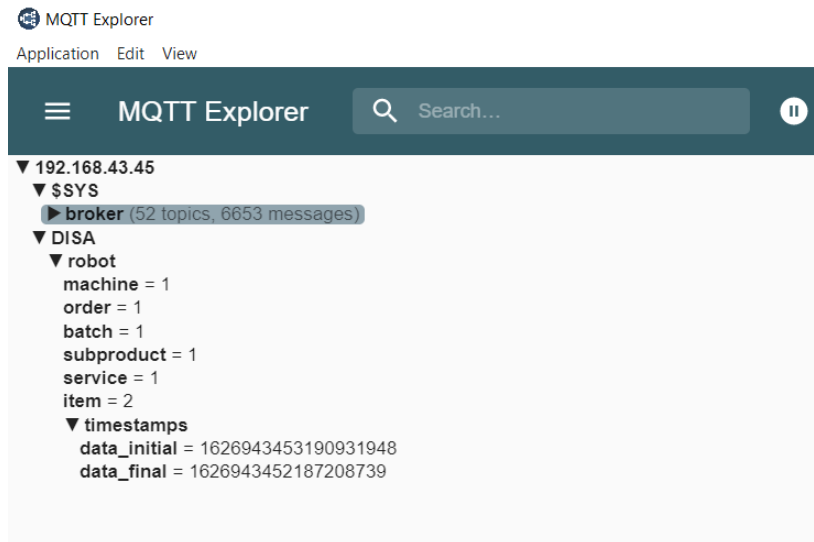 MQTT Explorer
Application Edit View
MQTT Explorer Search...
192.168.43.45
$SYS
broker (52 topics, 6653 messages)
DISA
robot
machine = 1
order = 1
batch = 1
subproduct = 1
service = 1
item = 2
timestamps
data_initial = 1626943453190931948
data_final = 1626943452187208739